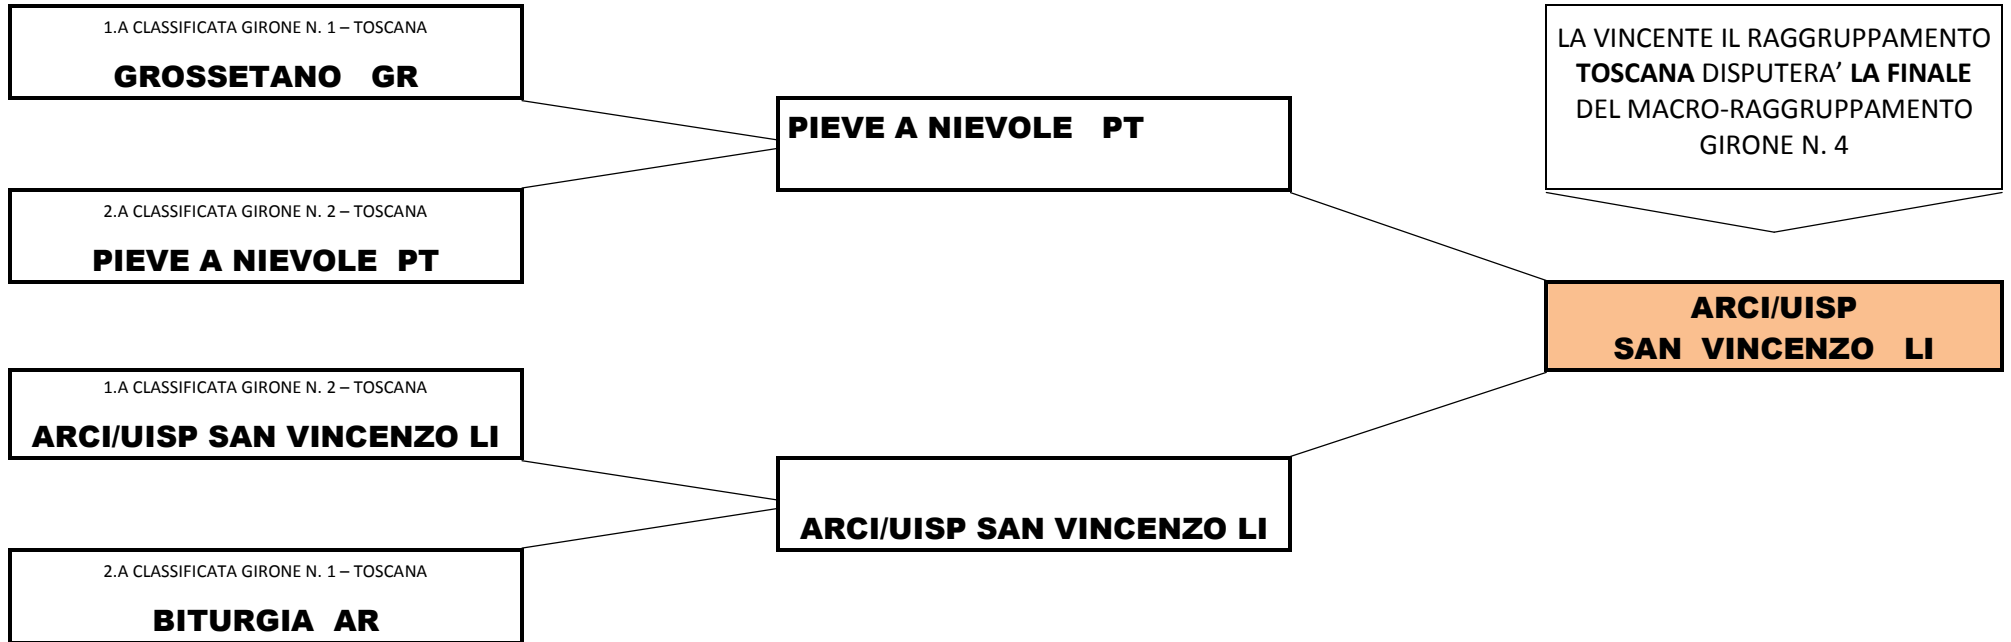 1.A CLASSIFICATA GIRONE N. 1 – TOSCANA
GROSSETANO GR
2.A CLASSIFICATA GIRONE N. 2 – TOSCANA
PIEVE A NIEVOLE PT
1.A CLASSIFICATA GIRONE N. 2 – TOSCANA
ARCI/UISP SAN VINCENZO LI
2.A CLASSIFICATA GIRONE N. 1 – TOSCANA
BITURGIA AR
PIEVE A NIEVOLE PT
ARCI/UISP SAN VINCENZO LI
LA VINCENTE IL RAGGRUPPAMENTO
TOSCANA DISPUTERA’ LA FINALE
DEL MACRO-RAGGRUPPAMENTO
GIRONE N. 4
ARCI/UISP
SAN VINCENZO LI